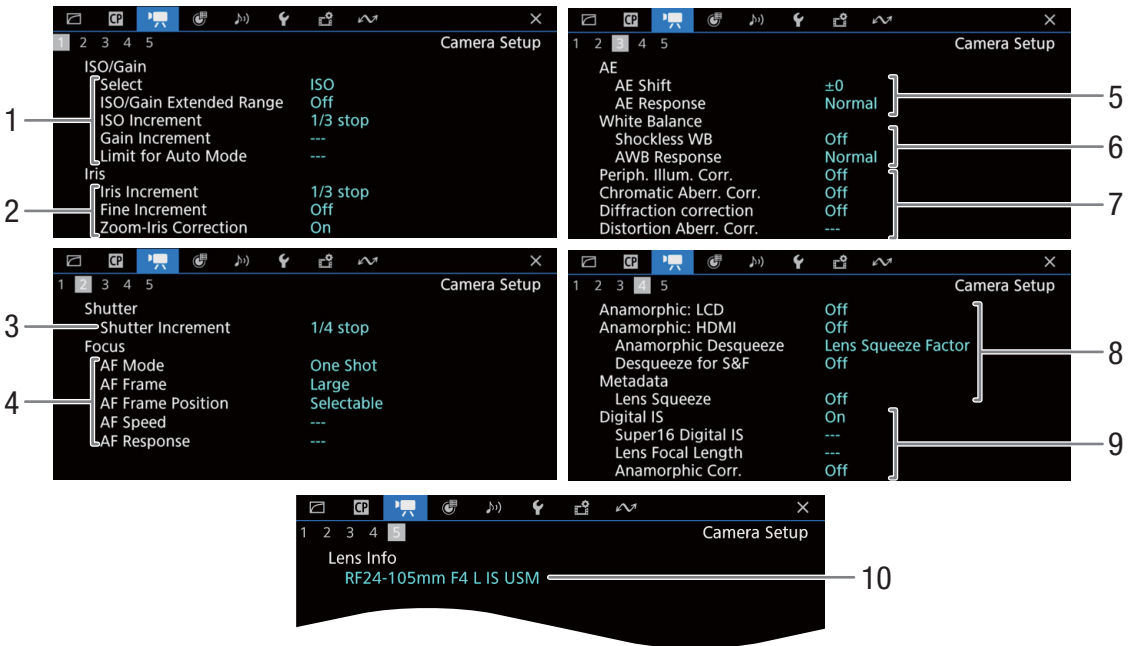 CP
1 2 3 4 5 Camera Setup
ISO/Gain
Select ISO
ISO/Gain Extended Range Off
ISO Increment 1/3 stop
Gain Increment ---
Limit for Auto Mode ---
Iris
Iris Increment 1/3 stop
Fine Increment Off
Zoom-Iris Correction On
1
2
CP
1 2 3 4 5 Camera Setup
AE
AE Shift ±0
AE Response Normal
White Balance
Shockless WB Off
AWB Response Normal
Periph. Illum. Corr. Off
Chromatic Aberr. Corr. Off
Diffraction correction Off
Distortion Aberr. Corr. ---
5
6
7
CP
1 2 3 4 5 Camera Setup
Shutter
Shutter Increment 1/4 stop
Focus
AF Mode One Shot
AF Frame Large
AF Frame Position Selectable
AF Speed ---
AF Response ---
3
4
CP
1 2 3 4 5 Camera Setup
Anamorphic: LCD Off
Anamorphic: HDMI Off
Anamorphic Desqueeze Lens Squeeze Factor
Desqueeze for S&F Off
Metadata
Lens Squeeze Off
Digital IS On
Super16 Digital IS ---
Lens Focal Length ---
Anamorphic Corr. Off
8
9
CP
1 2 3 4 5 Camera Setup
Lens Info
RF24-105mm F4 L IS USM
10